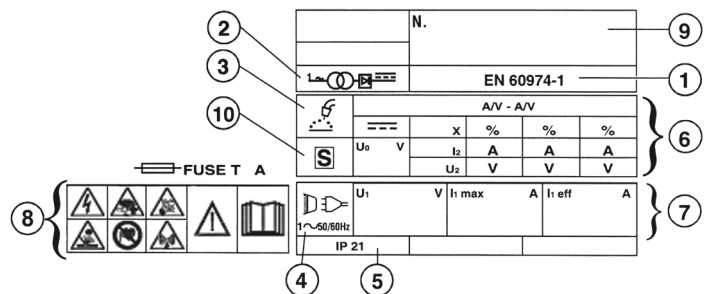 N.
2
9
3
1~
EN 60974-1
1
A/V - A/V
10
X % % %
6
S
U₀ V
I₂ A A A
U₂ V V V
FUSE T A
U₁ V I₁ max A I₁ eff A
8
7
1~50/60Hz
IP 21
4
5